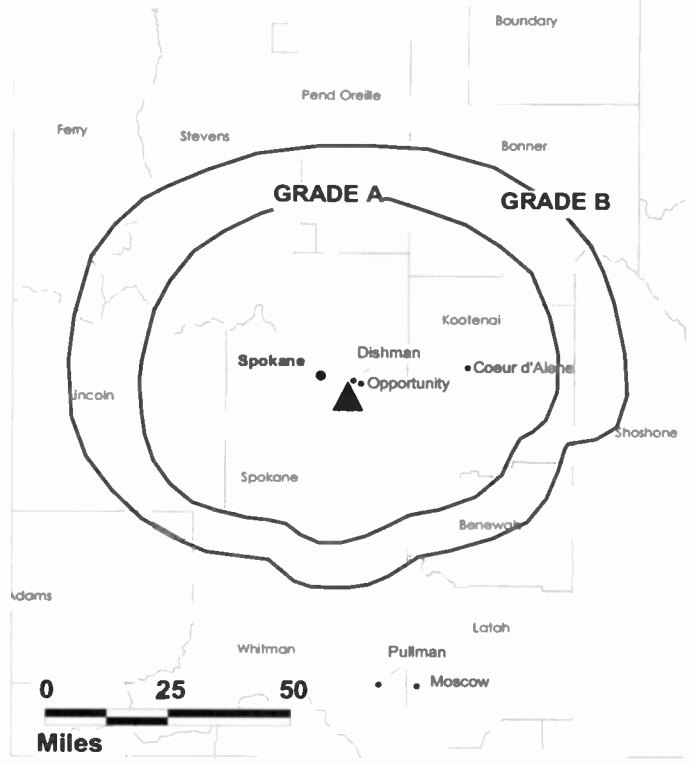 Boundary
Pend Oreille
Ferry
Stevens
Bonner
GRADE A
GRADE B
Kootenai
Dishman
Spokane
Coeur d'Alene
Opportunity
Lincoln
Shoshone
Spokane
Benewah
Adams
Latah
Whitman
Pullman
Moscow
0 25 50
Miles